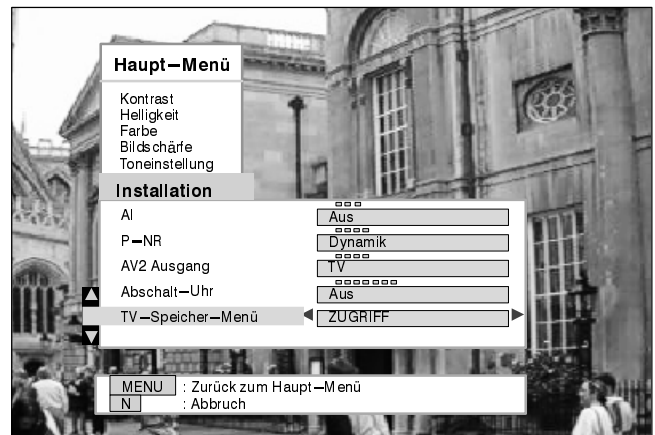 Haupt–Menü
Kontrast
Helligkeit
Farbe
Bildschärfe
Toneinstellung
Installation
AI Aus
P–NR Dynamik
AV2 Ausgang TV
Abschalt–Uhr Aus
TV–Speicher–Menü ZUGRIFF
MENU : Zurück zum Haupt–Menü
N : Abbruch